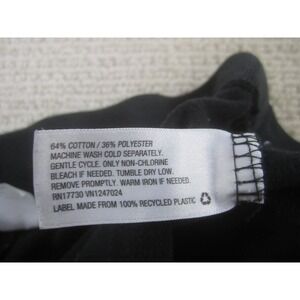 64% COTTON / 36% POLYESTER
MACHINE WASH COLD SEPARATELY.
GENTLE CYCLE. ONLY NON-CHLORINE
BLEACH IF NEEDED. TUMBLE DRY LOW.
REMOVE PROMPTLY. WARM IRON IF NEEDED.
RN17730 VN1247024
LABEL MADE FROM 100% RECYCLED PLASTIC